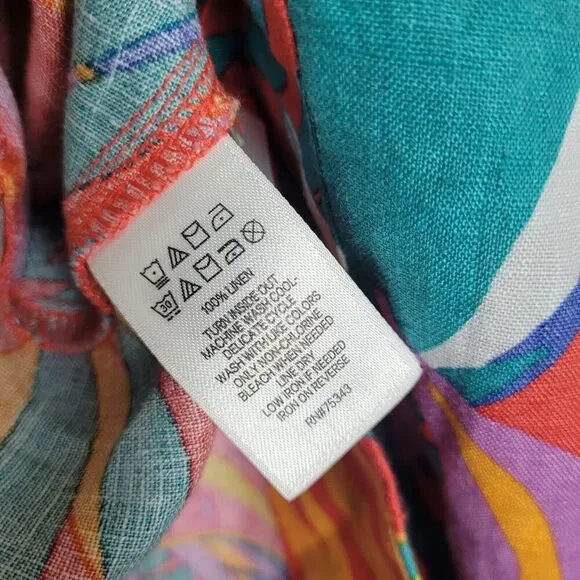 30
100% LINEN
TURN INSIDE OUT
MACHINE WASH COOL-
DELICATE CYCLE
WASH WITH LIKE COLORS
ONLY NON-CHLORINE
BLEACH WHEN NEEDED
LINE DRY
LOW IRON IF NEEDED
IRON ON REVERSE
RN#75343